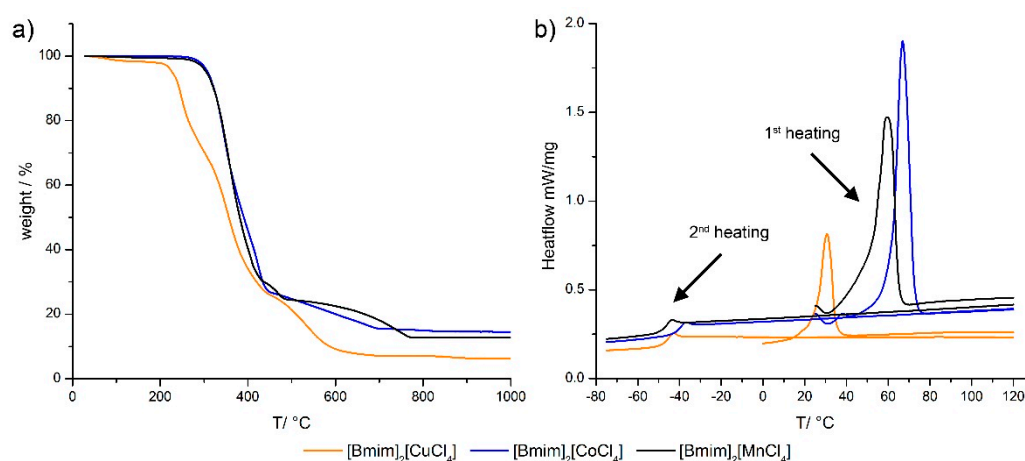 a)
100
80
60
40
20
0
weight / %
0 200 400 600 800 1000
T/ °C
b)
2.0
1.5
1.0
0.5
0.0
Heatflow mW/mg
1st heating
2nd heating
-80 -60 -40 -20 0 20 40 60 80 100 120
T/ °C
[Bmim]2[CuCl4] [Bmim]2[CoCl4] [Bmim]2[MnCl4]